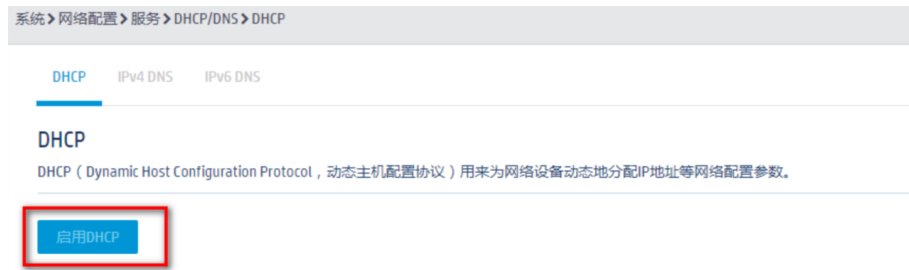 系统>网络配置>服务>DHCP/DNS>DHCP
DHCP IPv4 DNS IPv6 DNS
DHCP
DHCP（Dynamic Host Configuration Protocol，动态主机配置协议）用来为网络设备动态地分配IP地址等网络配置参数。
启用DHCP